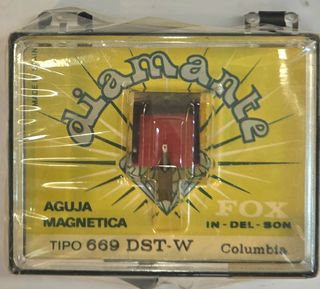 diamante
AGUJA
MAGNETICA
FOX
IN-DEL-SON
TIPO 669 DST-W Columbia